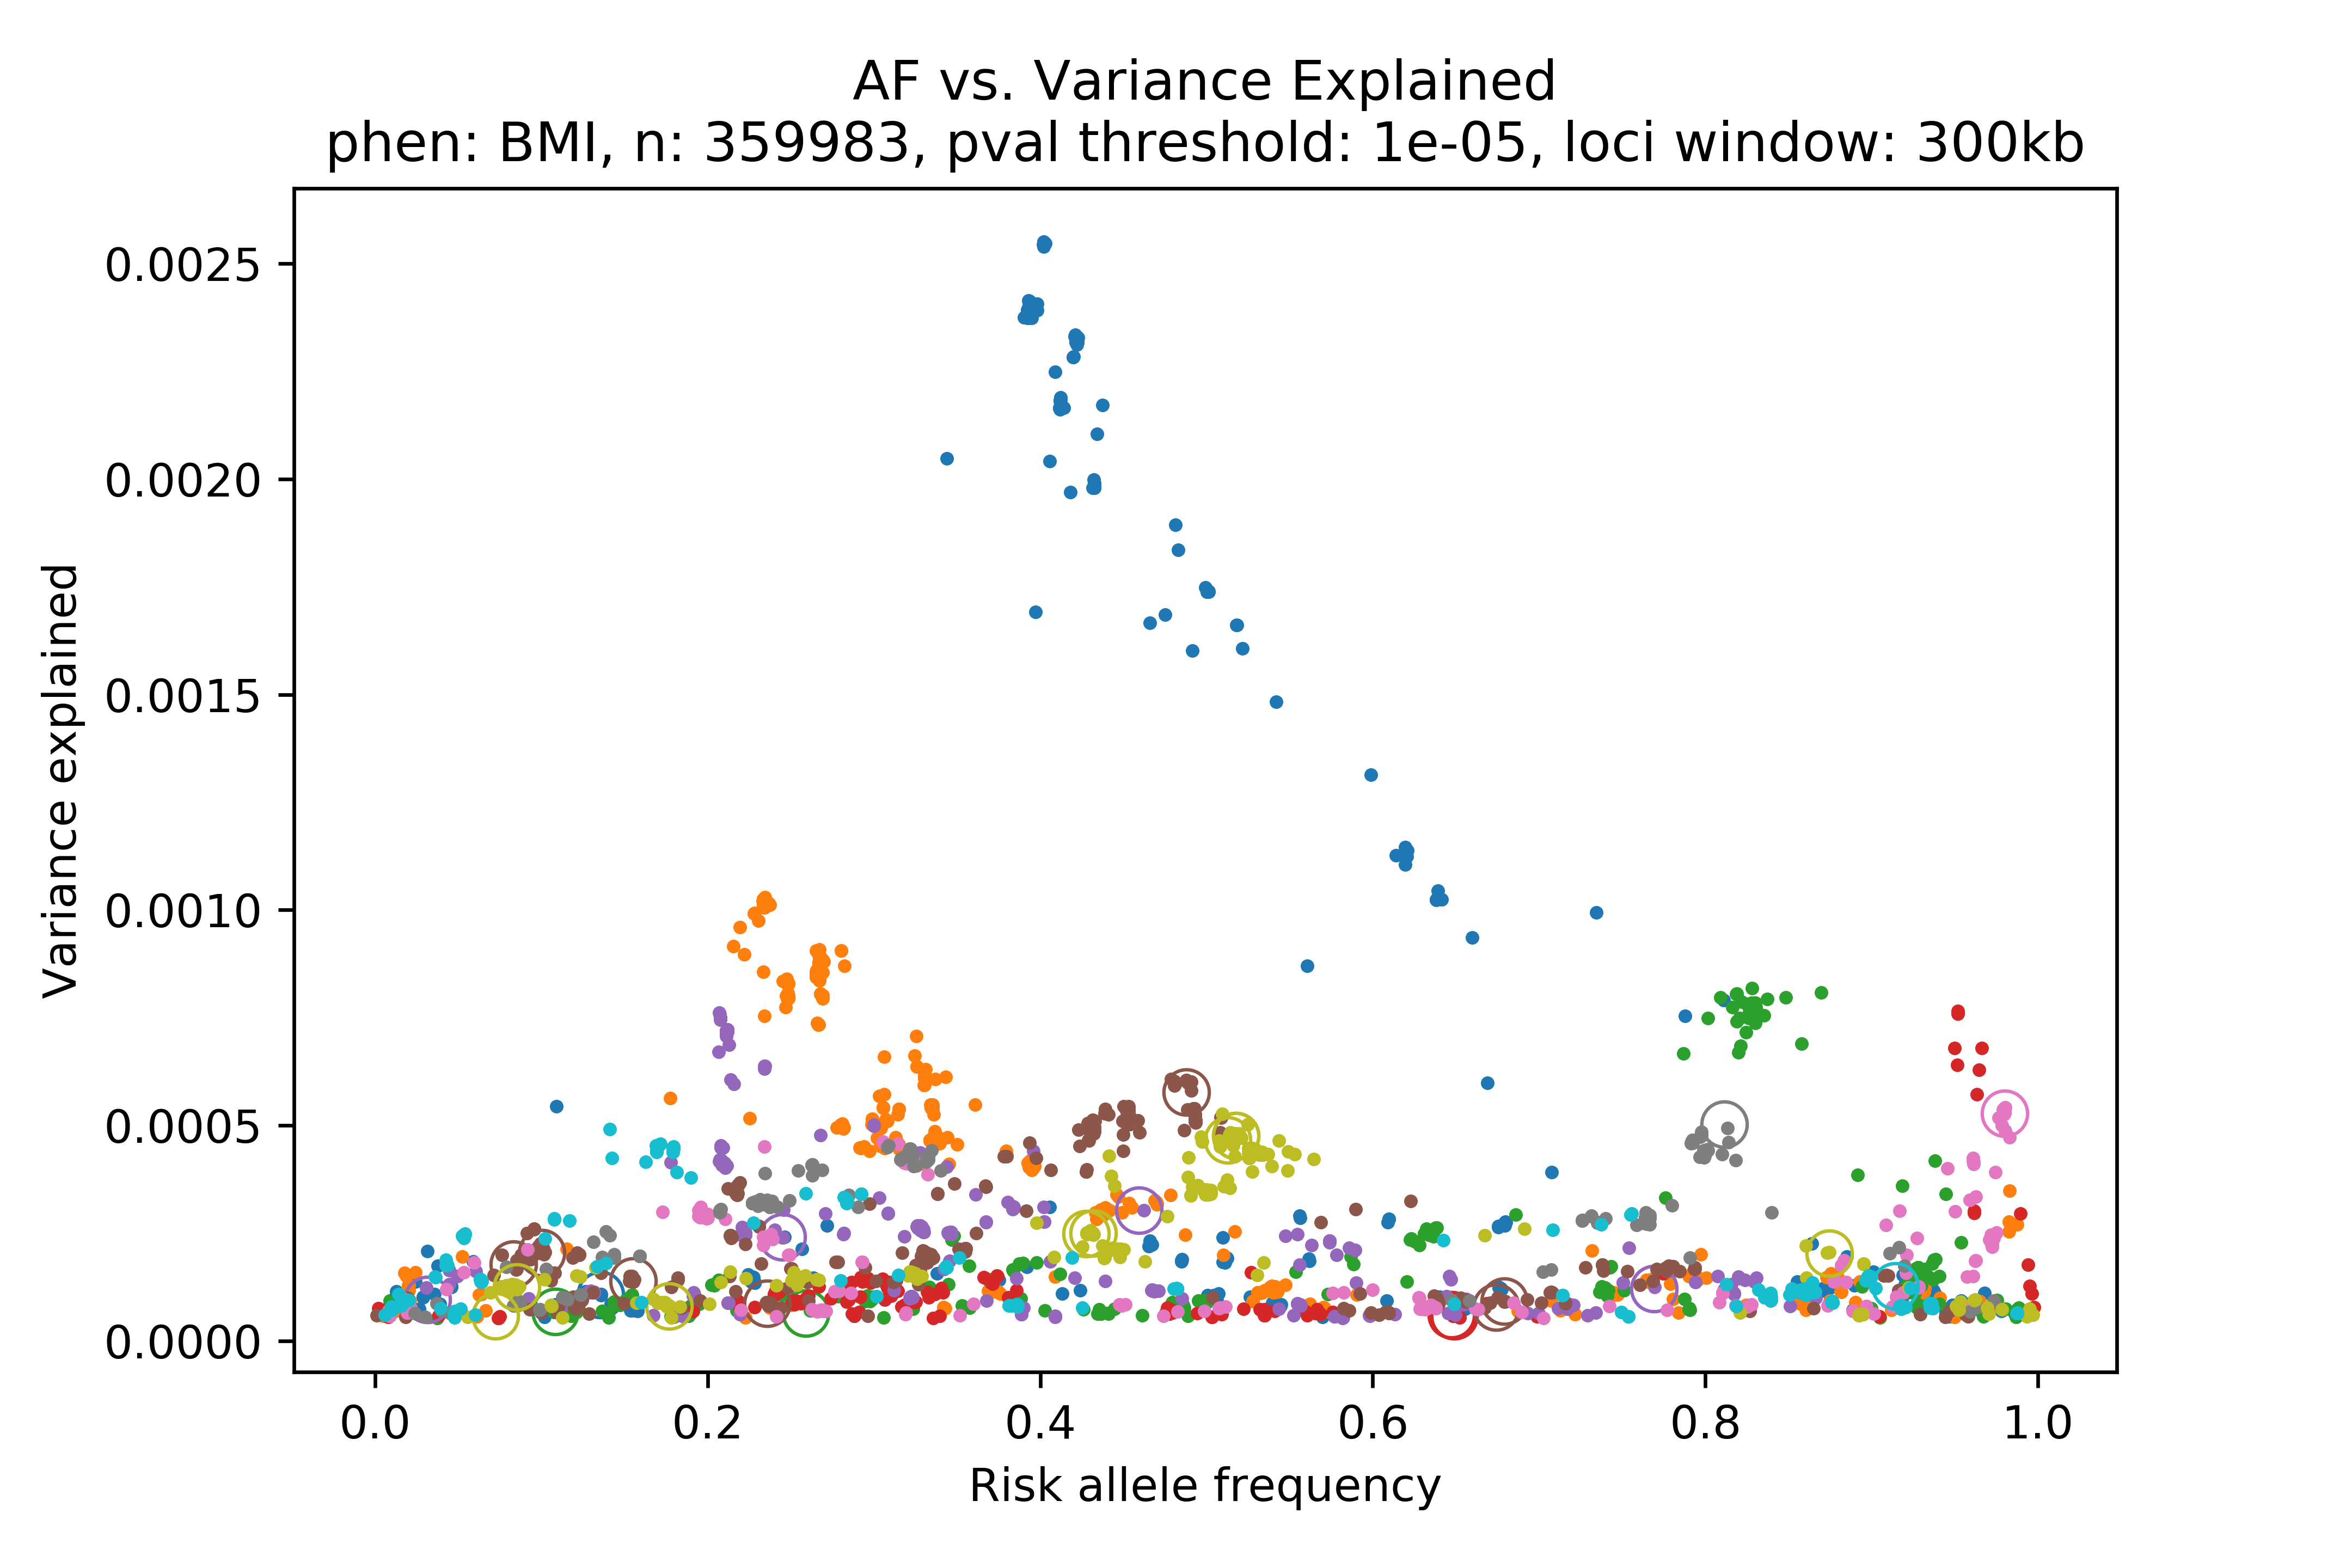 AF vs. Variance Explained
phen: BMI, n: 359983, pval threshold: 1e-05, loci window: 300kb
Variance explained
0.0025
0.0020
0.0015
0.0010
0.0005
0.0000
0.0 0.2 0.4 0.6 0.8 1.0
Risk allele frequency